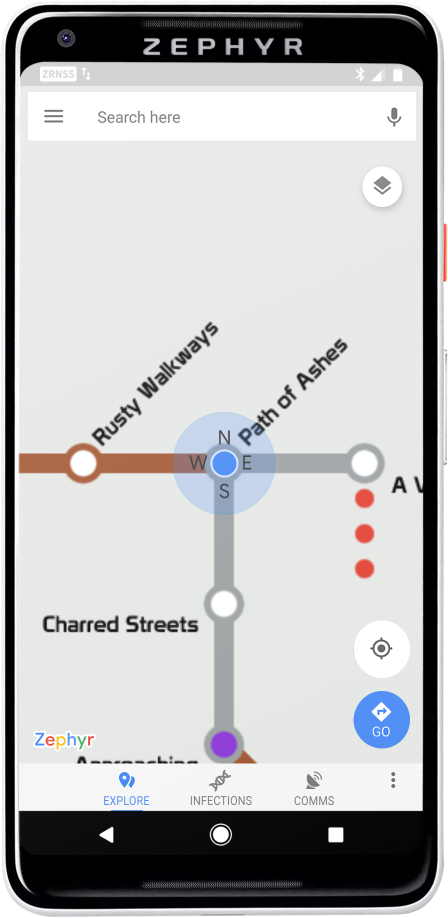 ZEPHYR
ZRNSS
Search here
Rusty Walkways
Path of Ashes
N
W E
S
A V
Charred Streets
Zephyr
GO
Approaching
EXPLORE INFECTIONS COMMS